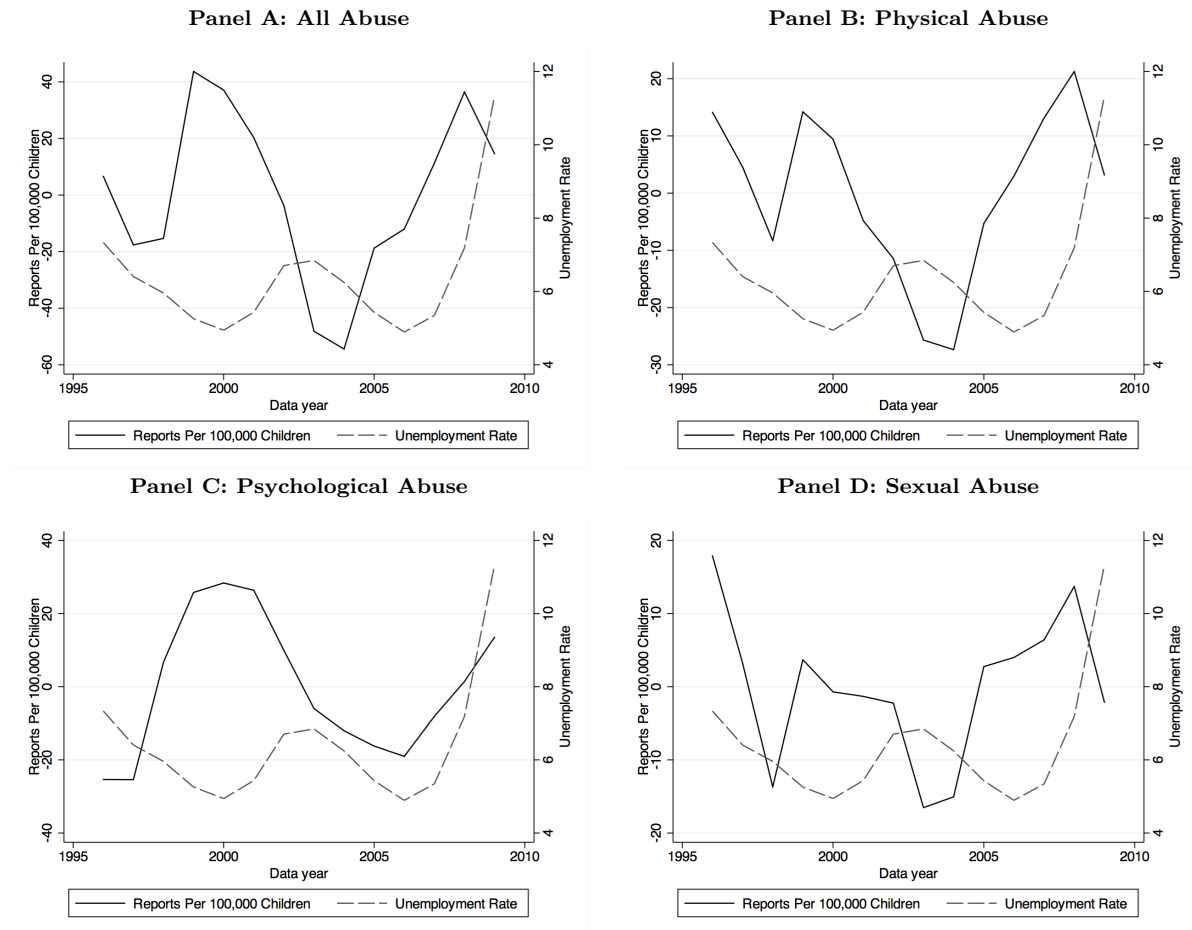 Panel A: All Abuse
Reports Per 100,000 Children
-60 -40 -20 0 20 40
4 6 8 10 12
Unemployment Rate
1995 2000 2005 2010
Data year
Reports Per 100,000 Children Unemployment Rate
Panel B: Physical Abuse
Reports Per 100,000 Children
-30 -20 -10 0 10 20
4 6 8 10 12
Unemployment Rate
1995 2000 2005 2010
Data year
Reports Per 100,000 Children Unemployment Rate
Panel C: Psychological Abuse
Reports Per 100,000 Children
-40 -20 0 20 40
4 6 8 10 12
Unemployment Rate
1995 2000 2005 2010
Data year
Reports Per 100,000 Children Unemployment Rate
Panel D: Sexual Abuse
Reports Per 100,000 Children
-20 -10 0 10 20
4 6 8 10 12
Unemployment Rate
1995 2000 2005 2010
Data year
Reports Per 100,000 Children Unemployment Rate